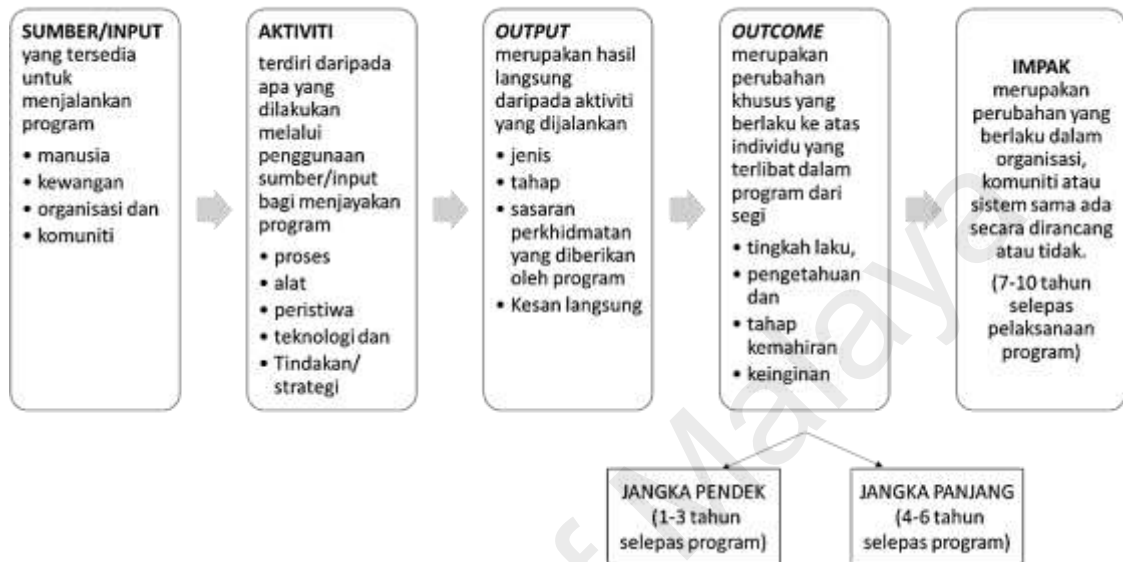 SUMBER/INPUT
yang tersedia
untuk
menjalankan
program
• manusia
• kewangan
• organisasi dan
• komuniti
AKTIVITI
terdiri daripada
apa yang
dilakukan
melalui
penggunaan
sumber/input
bagi menjayakan
program
• proses
• alat
• peristiwa
• teknologi dan
• Tindakan/
strategi
OUTPUT
merupakan hasil
langsung
daripada aktiviti
yang dijalankan
• jenis
• tahap
• sasaran
perkhidmatan
yang diberikan
oleh program
• Kesan langsung
OUTCOME
merupakan
perubahan
khusus yang
berlaku ke atas
individu yang
terlibat dalam
program dari
segi
• tingkah laku,
• pengetahuan
dan
• tahap
kemahiran
• keinginan
IMPAK
merupakan
perubahan yang
berlaku dalam
organisasi,
komuniti atau
sistem sama ada
secara dirancang
atau tidak.
(7-10 tahun
selepas
pelaksanaan
program)
JANGKA PENDEK
(1-3 tahun
selepas program)
JANGKA PANJANG
(4-6 tahun
selepas program)
of Malaya